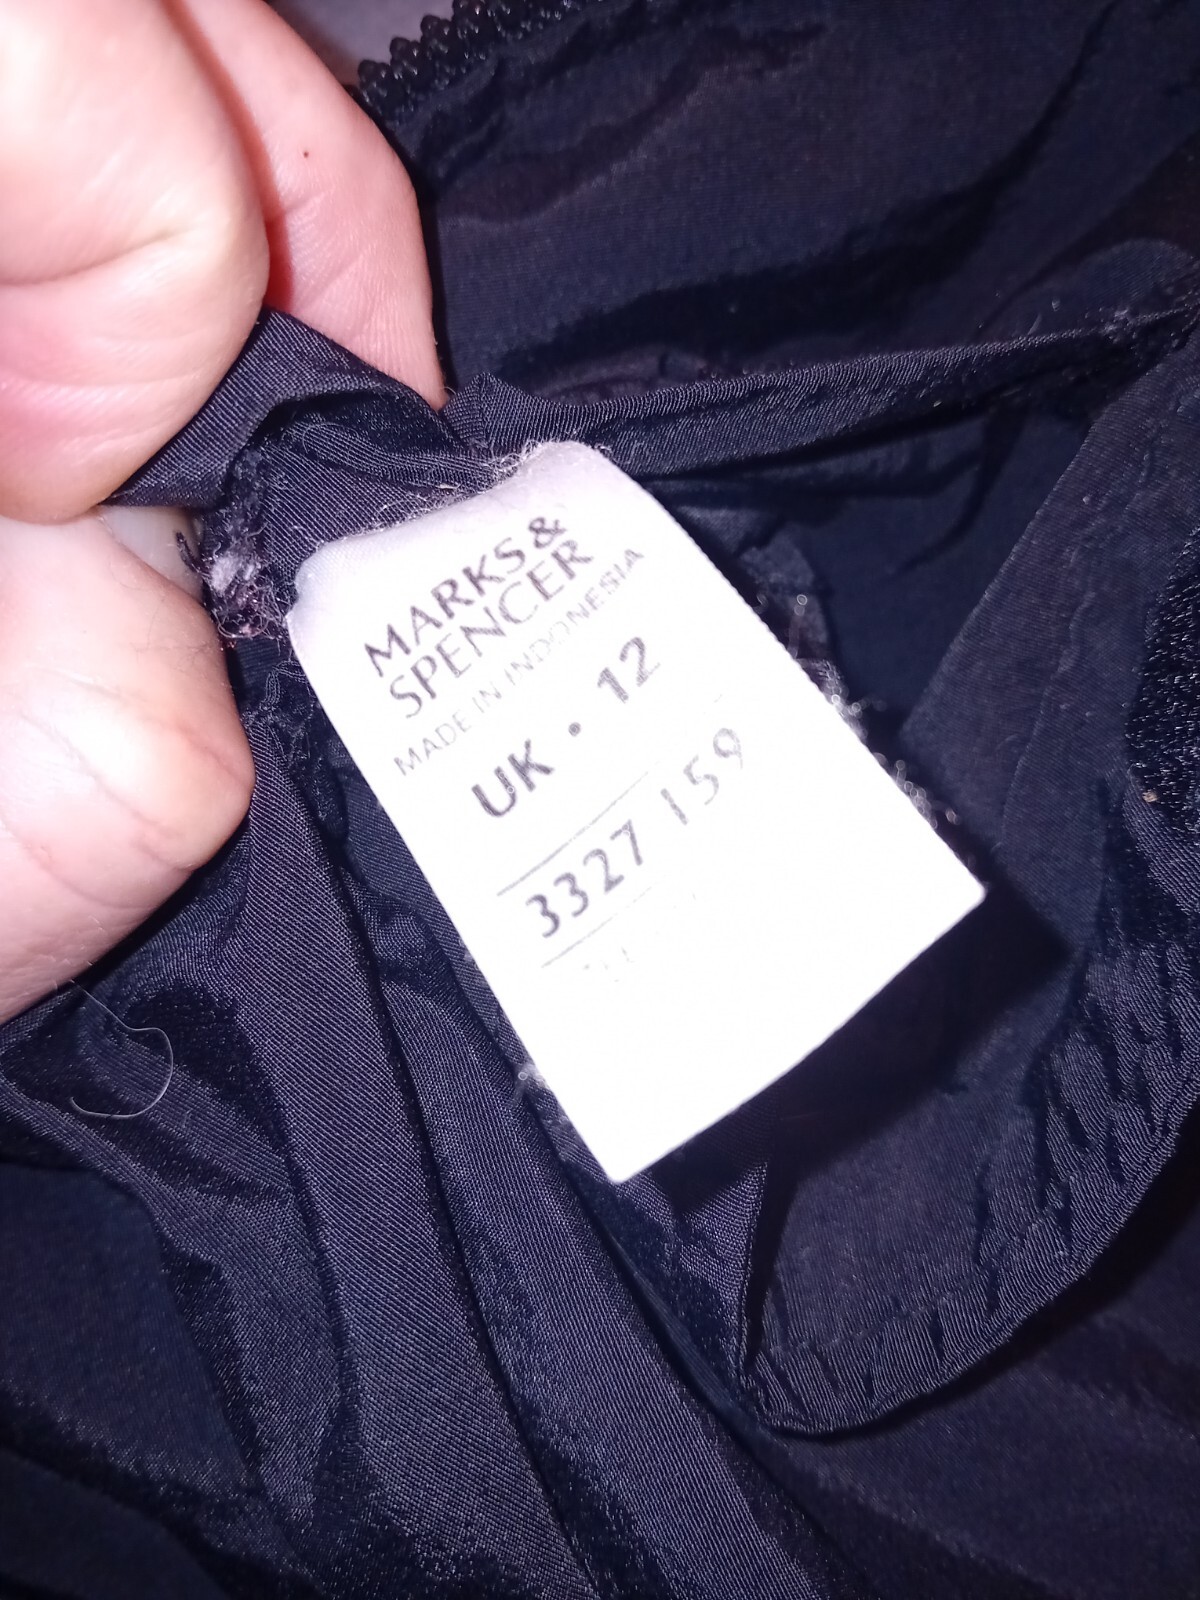 MARKS &
SPENCER
MADE IN INDONESIA
UK • 12
3327 159